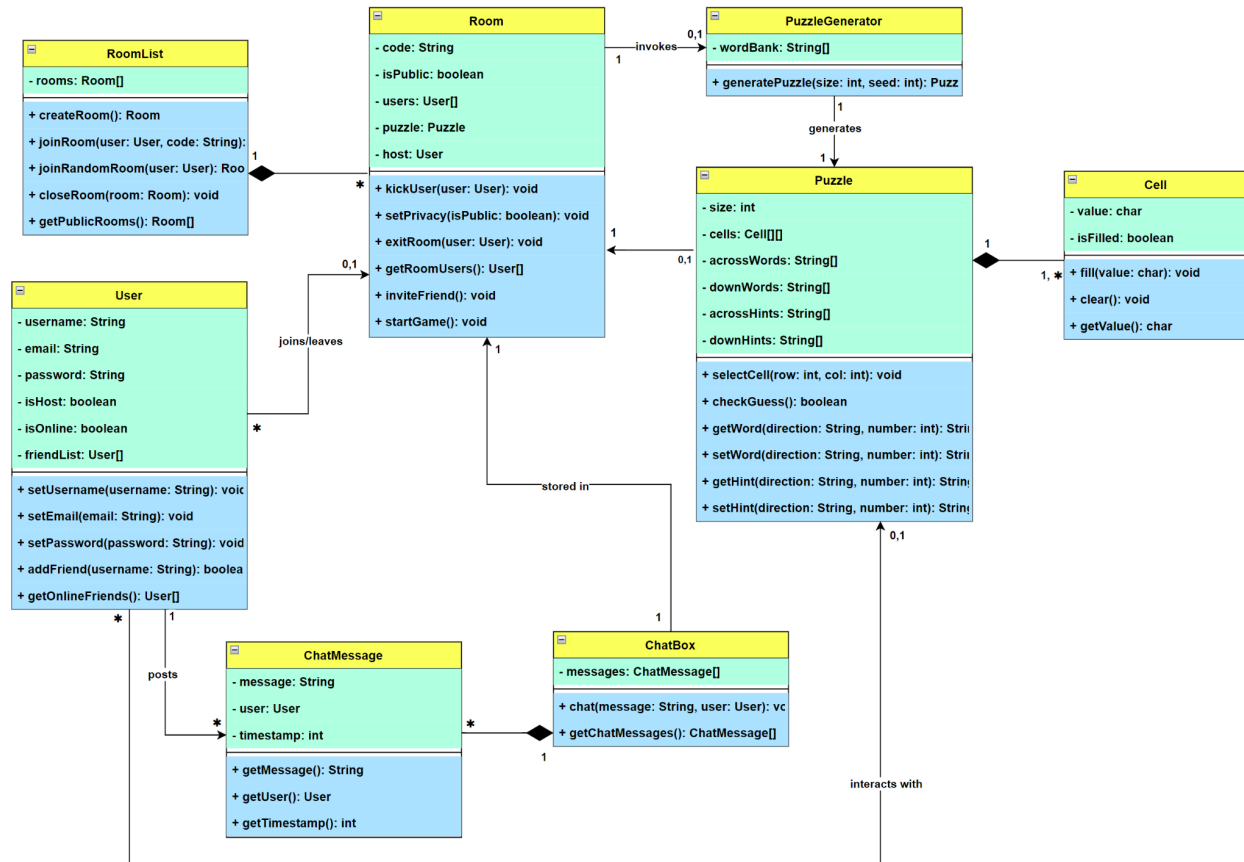 RoomList
- rooms: Room[]
+ createRoom(): Room
+ joinRoom(user: User, code: String):
+ joinRandomRoom(user: User): Roo
+ closeRoom(room: Room): void
+ getPublicRooms(): Room[]
1
*
Room
- code: String
- isPublic: boolean
- users: User[]
- puzzle: Puzzle
- host: User
+ kickUser(user: User): void
+ setPrivacy(isPublic: boolean): void
+ exitRoom(user: User): void
+ getRoomUsers(): User[]
+ inviteFriend(): void
+ startGame(): void
1
invokes
0,1
PuzzleGenerator
- wordBank: String[]
+ generatePuzzle(size: int, seed: int): Puzz
1
generates
1
Puzzle
- size: int
- cells: Cell[][]
- acrossWords: String[]
- downWords: String[]
- acrossHints: String[]
- downHints: String[]
+ selectCell(row: int, col: int): void
+ checkGuess(): boolean
+ getWord(direction: String, number: int): Strin
+ setWord(direction: String, number: int): Strin
+ getHint(direction: String, number: int): String
+ setHint(direction: String, number: int): String
1
0,1
1
1, *
Cell
- value: char
- isFilled: boolean
+ fill(value: char): void
+ clear(): void
+ getValue(): char
User
- username: String
- email: String
- password: String
- isHost: boolean
- isOnline: boolean
- friendList: User[]
+ setUsername(username: String): void
+ setEmail(email: String): void
+ setPassword(password: String): void
+ addFriend(username: String): boolea
+ getOnlineFriends(): User[]
0,1
joins/leaves
*
1
stored in
1
0,1
interacts with
*
1
posts
*
ChatMessage
- message: String
- user: User
- timestamp: int
+ getMessage(): String
+ getUser(): User
+ getTimestamp(): int
*
1
ChatBox
- messages: ChatMessage[]
+ chat(message: String, user: User): vo
+ getChatMessages(): ChatMessage[]